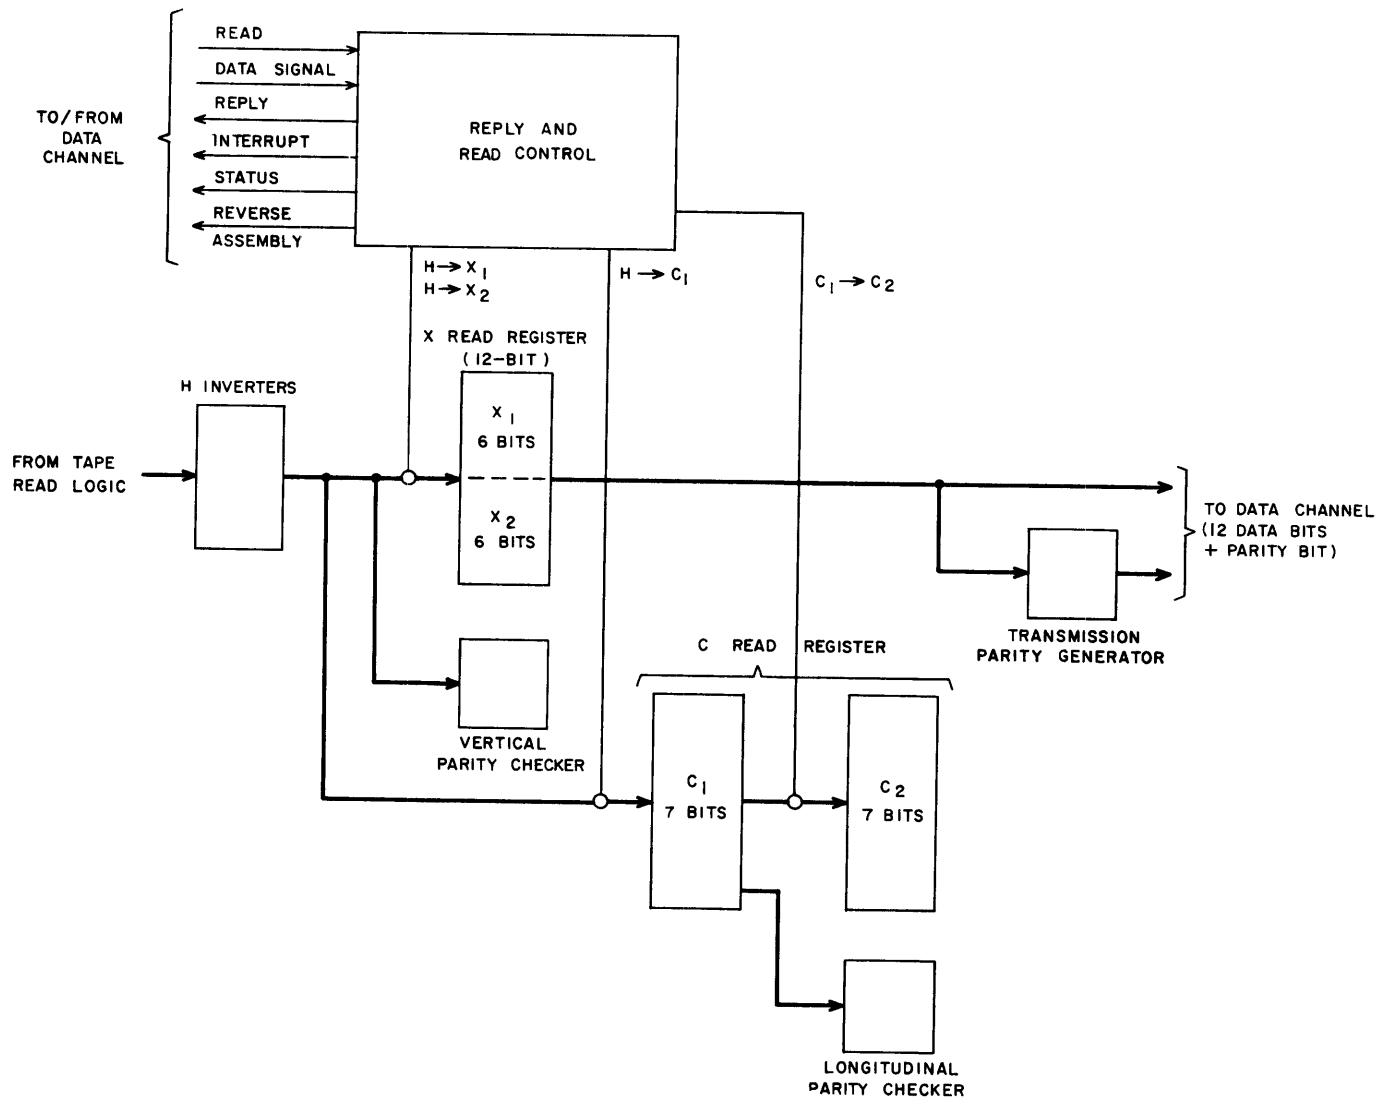 READ
DATA SIGNAL
REPLY
INTERRUPT
STATUS
REVERSE
ASSEMBLY
TO/FROM
DATA
CHANNEL
REPLY AND
READ CONTROL
H→X₁
H→X₂
H→C₁
C₁→C₂
X READ REGISTER
(12-BIT)
H INVERTERS
X₁
6 BITS
X₂
6 BITS
FROM TAPE
READ LOGIC
TO DATA CHANNEL
(12 DATA BITS
+ PARITY BIT)
TRANSMISSION
PARITY GENERATOR
C READ REGISTER
VERTICAL
PARITY CHECKER
C₁
7 BITS
C₂
7 BITS
LONGITUDINAL
PARITY CHECKER